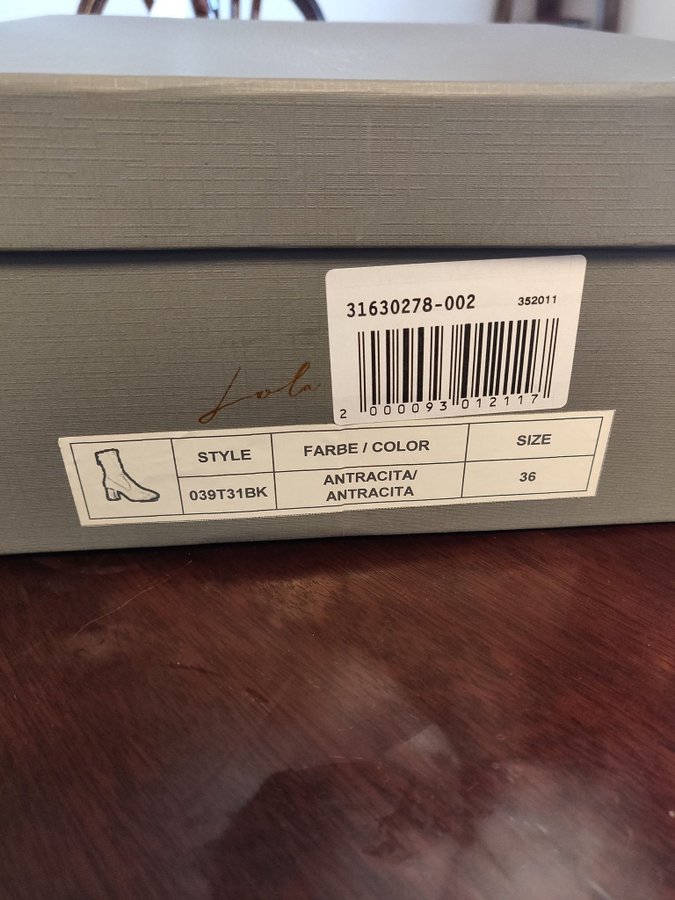 31630278-002 352011
2 000093 012117
Lola
STYLE FARBE / COLOR SIZE
039T31BK ANTRACITA/ 36
ANTRACITA